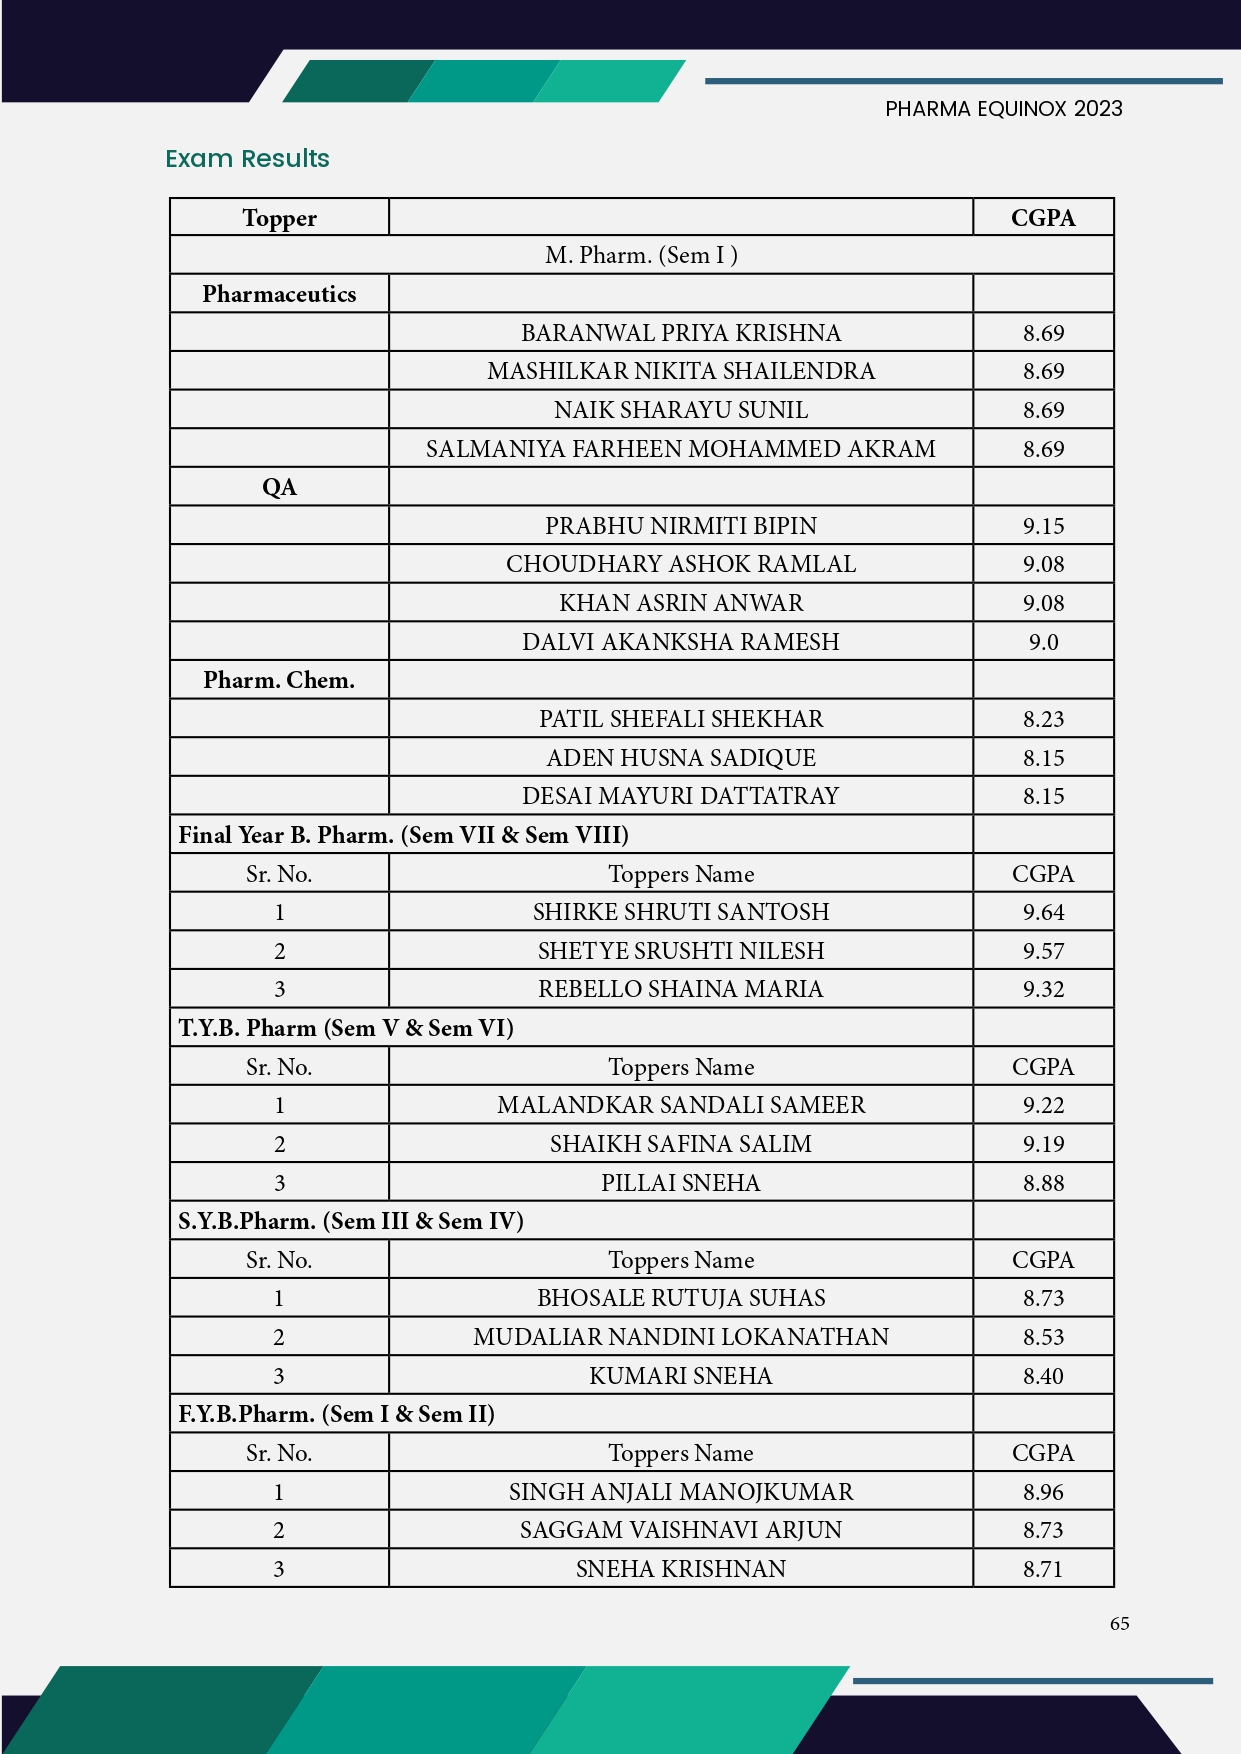 PHARMA EQUINOX 2023
Exam Results
Topper CGPA
M. Pharm. (Sem I )
Pharmaceutics
BARANWAL PRIYA KRISHNA 8.69
MASHILKAR NIKITA SHAILENDRA 8.69
NAIK SHARAYU SUNIL 8.69
SALMANIYA FARHEEN MOHAMMED AKRAM 8.69
QA
PRABHU NIRMITI BIPIN 9.15
CHOUDHARY ASHOK RAMLAL 9.08
KHAN ASRIN ANWAR 9.08
DALVI AKANKSHA RAMESH 9.0
Pharm. Chem.
PATIL SHEFALI SHEKHAR 8.23
ADEN HUSNA SADIQUE 8.15
DESAI MAYURI DATTATRAY 8.15
Final Year B. Pharm. (Sem VII & Sem VIII)
Sr. No. Toppers Name CGPA
1 SHIRKE SHRUTI SANTOSH 9.64
2 SHETYE SRUSHTI NILESH 9.57
3 REBELLO SHAINA MARIA 9.32
T.Y.B. Pharm (Sem V & Sem VI)
Sr. No. Toppers Name CGPA
1 MALANDKAR SANDALI SAMEER 9.22
2 SHAIKH SAFINA SALIM 9.19
3 PILLAI SNEHA 8.88
S.Y.B.Pharm. (Sem III & Sem IV)
Sr. No. Toppers Name CGPA
1 BHOSALE RUTUJA SUHAS 8.73
2 MUDALIAR NANDINI LOKANATHAN 8.53
3 KUMARI SNEHA 8.40
F.Y.B.Pharm. (Sem I & Sem II)
Sr. No. Toppers Name CGPA
1 SINGH ANJALI MANOJKUMAR 8.96
2 SAGGAM VAISHNAVI ARJUN 8.73
3 SNEHA KRISHNAN 8.71
65